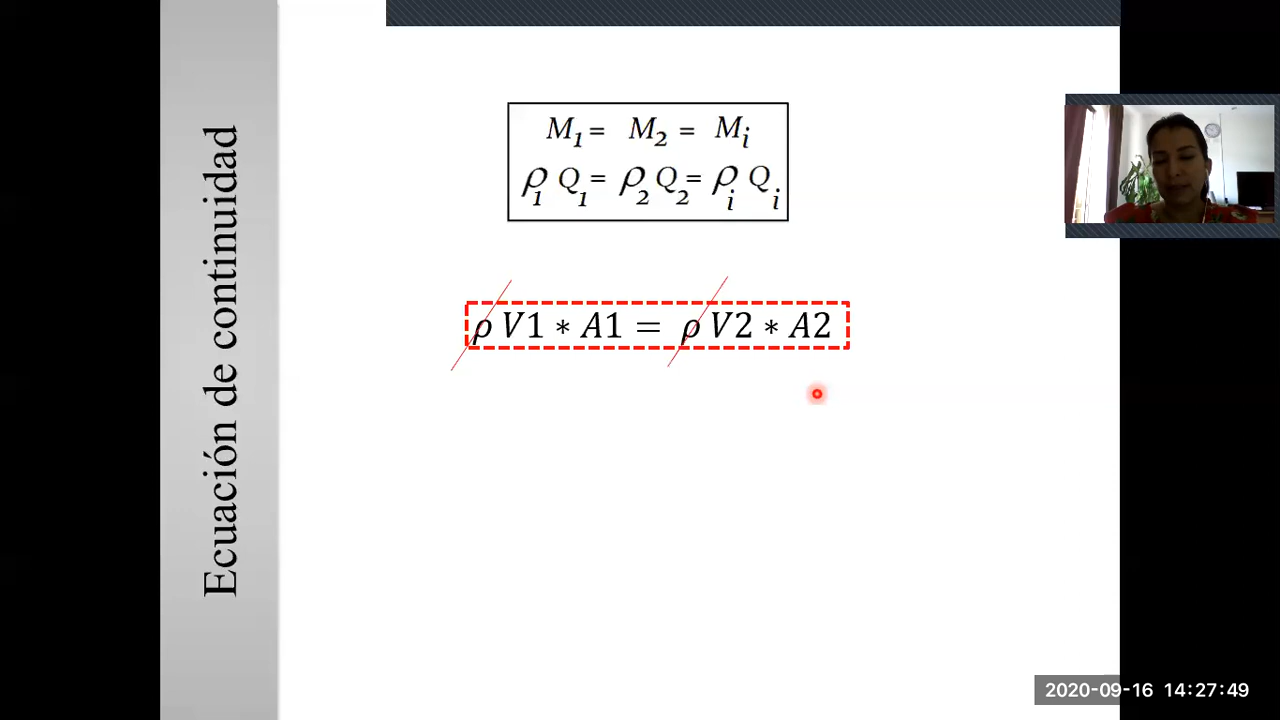 Ecuación de continuidad
M₁ = M₂ = Mᵢ
ρ₁ Q₁ = ρ₂ Q₂ = ρᵢ Qᵢ
ρ V1 ∗ A1 = ρ V2 ∗ A2
2020-09-16 14:27:49